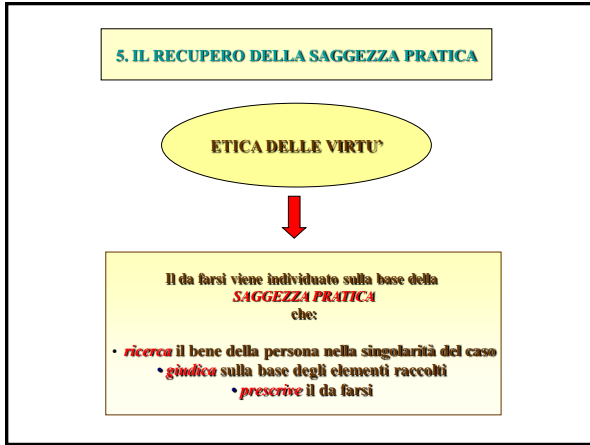 5. IL RECUPERO DELLA SAGGEZZA PRATICA
ETICA DELLE VIRTU’
Il da farsi viene individuato sulla base della
SAGGEZZA PRATICA
che:
• ricerca il bene della persona nella singolarità del caso
• giudica sulla base degli elementi raccolti
• prescrive il da farsi